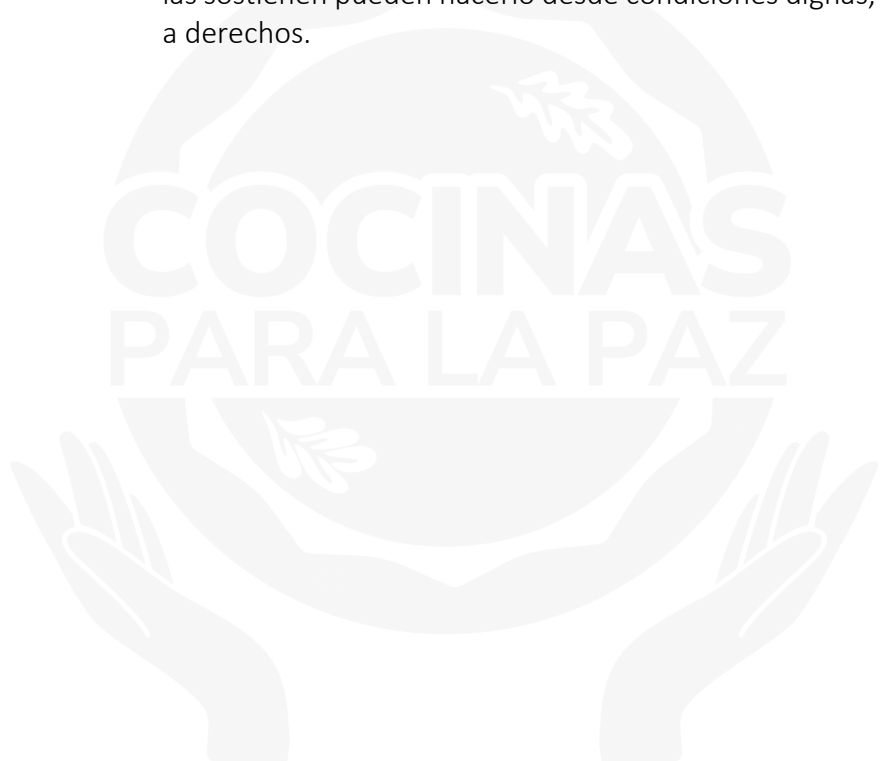 las sostienen pueden hacerlo desde condiciones dignas,
a derechos.
COCINAS
PARA LA PAZ